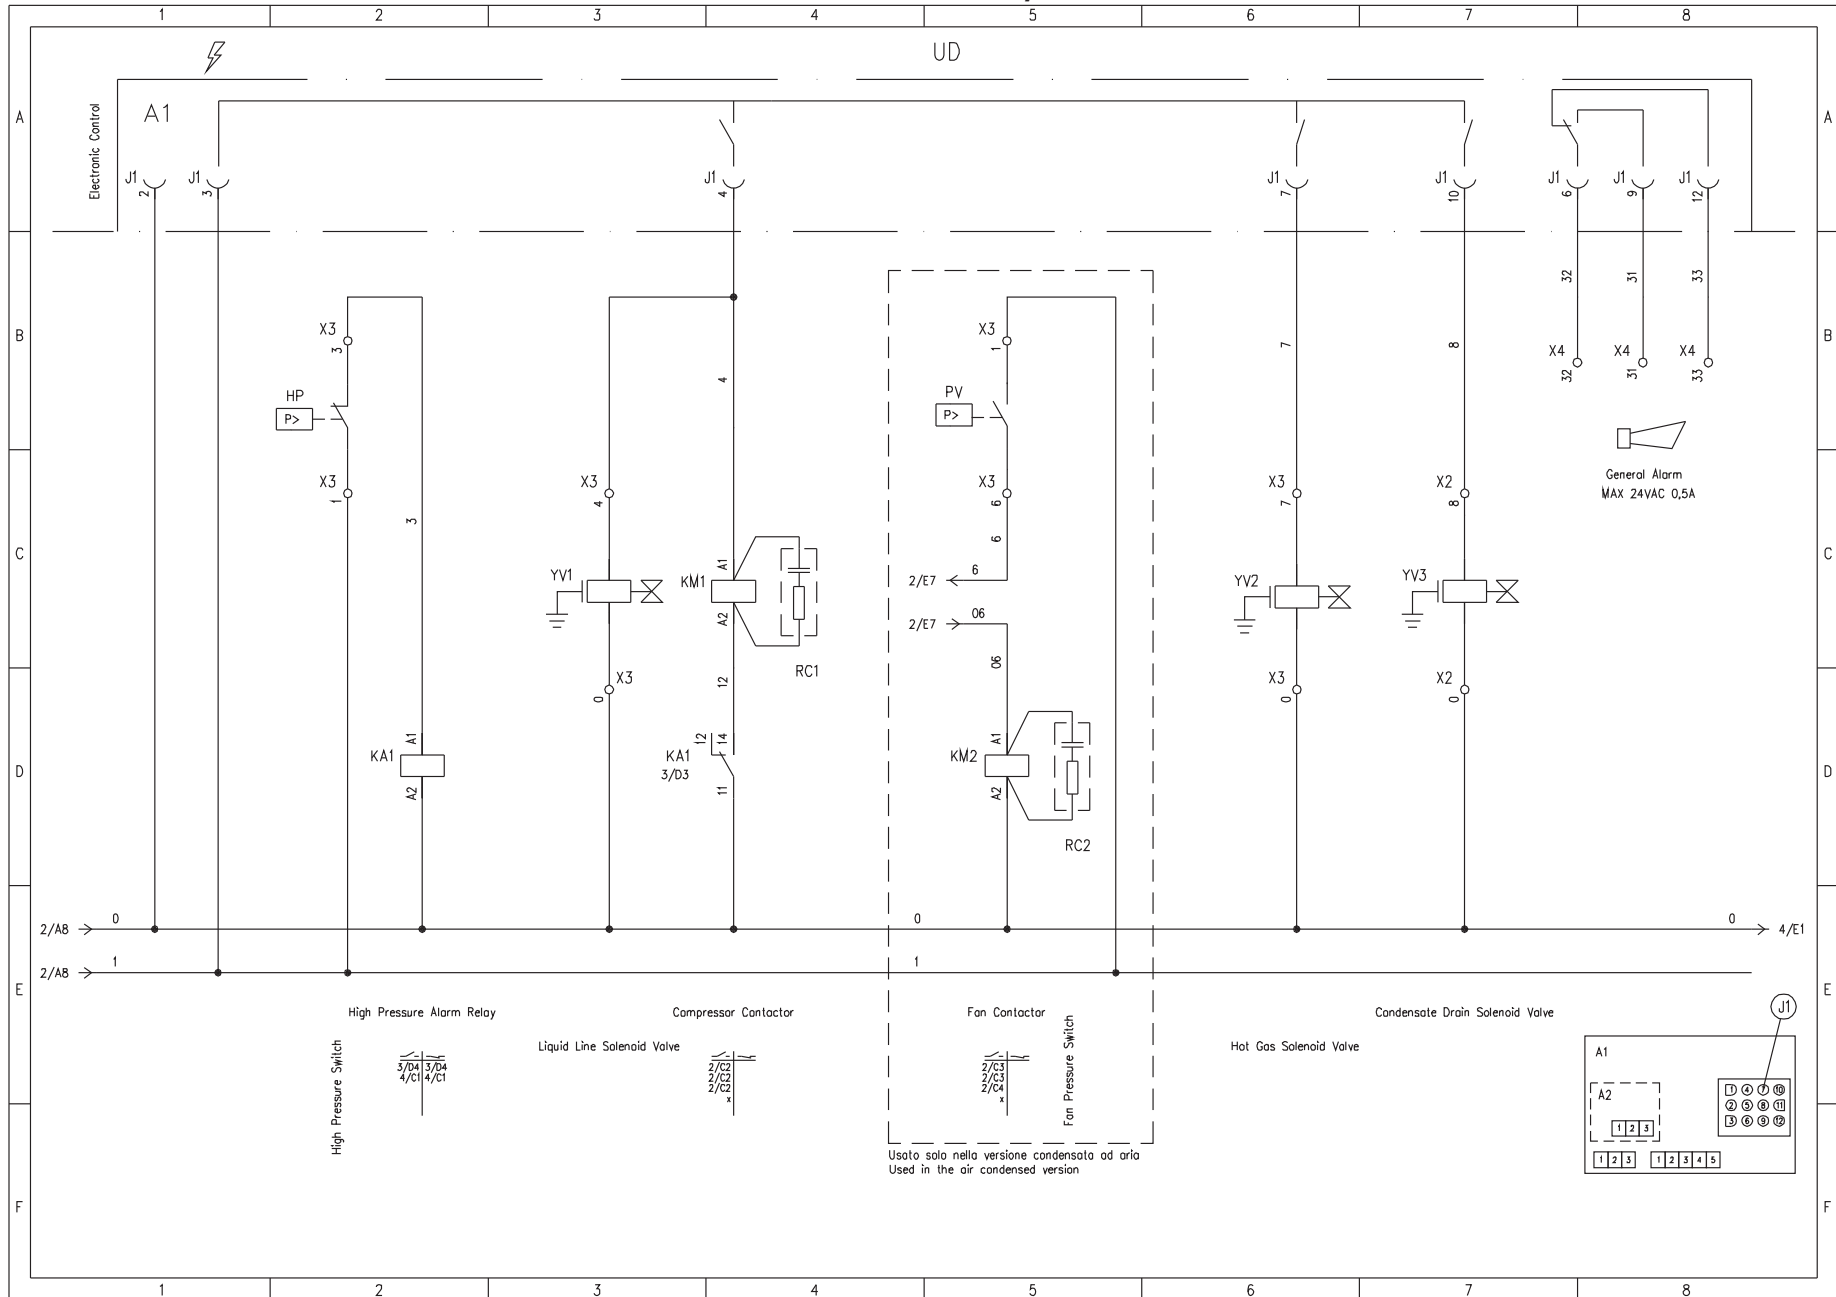 1 2 3 4 5 6 7 8
UD
A A1 A
Electronic Control
J1 J1 J1 J1 J1 J1 J1 J1
2 3 4 7 10 6 9 12
32 31 33
B X3 X3 B
3 1 7 8
X4 X4 X4
32 31 33
4
HP PV
P> P>
General Alarm
MAX 24VAC 0,5A
X3 X3 X3 X3 X2
1 4 6 7 8
3 6
C C
A1
YV1 KM1 2/E7 6 YV2 YV3
A2
2/E7 06
06
RC1
X3 X3 X2
0 12 0 0
A1 12 14 A1
D KA1 KA1 KM2 D
3/D3
A2 11 A2
RC2
2/A8 0 0 0 4/E1
2/A8 1 1
E E
High Pressure Alarm Relay Compressor Contactor Fan Contactor Condensate Drain Solenoid Valve
J1
Liquid Line Solenoid Valve Hot Gas Solenoid Valve
High Pressure Switch
Fan Pressure Switch
3/D4 3/D4
4/C1 4/C1
2/C2
2/C2
2/C2
x
2/C3
2/C3
2/C4
x
A1
A2
1 4 7 10
2 5 8 11
3 6 9 12
1 2 3
1 2 3 1 2 3 4 5
Usato solo nella versione condensata ad aria
Used in the air condensed version
F F
1 2 3 4 5 6 7 8